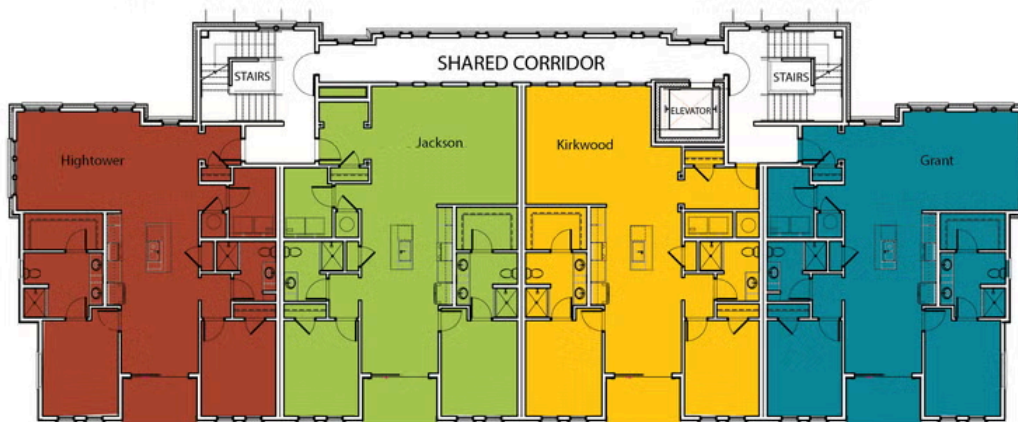 SHARED CORRIDOR
STAIRS
STAIRS
ELEVATOR
Hightower
Jackson
Kirkwood
Grant